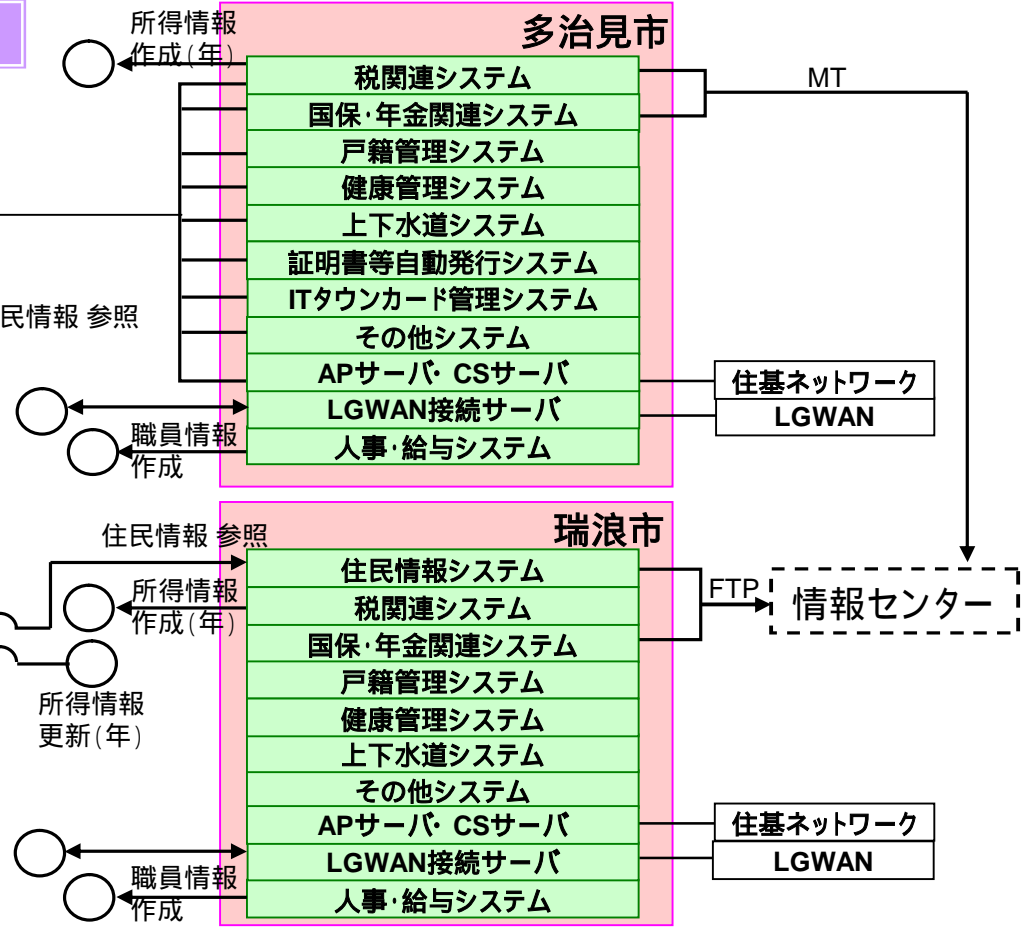 所得情報
作成(年)
多治見市
税関連システム
国保・年金関連システム
戸籍管理システム
健康管理システム
上下水道システム
証明書等自動発行システム
ITタウンカード管理システム
その他システム
APサーバ・ CSサーバ
LGWAN接続サーバ
人事・給与システム
MT
民情報 参照
住基ネットワーク
LGWAN
職員情報
作成
瑞浪市
住民情報 参照
住民情報システム
税関連システム
国保・年金関連システム
戸籍管理システム
健康管理システム
上下水道システム
その他システム
APサーバ・ CSサーバ
LGWAN接続サーバ
人事・給与システム
所得情報
作成(年)
FTP
情報センター
所得情報
更新(年)
住基ネットワーク
LGWAN
職員情報
作成